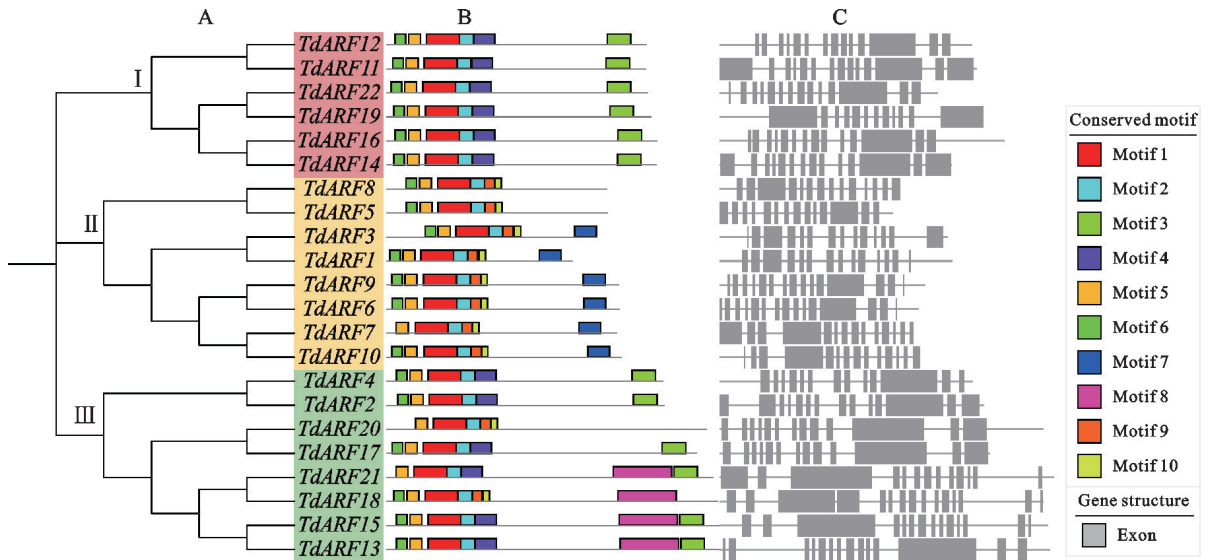 A B C
I
II
III
TdARF12
TdARF11
TdARF22
TdARF19
TdARF16
TdARF14
TdARF8
TdARF5
TdARF3
TdARF1
TdARF9
TdARF6
TdARF7
TdARF10
TdARF4
TdARF2
TdARF20
TdARF17
TdARF21
TdARF18
TdARF15
TdARF13
Conserved motif
Motif 1
Motif 2
Motif 3
Motif 4
Motif 5
Motif 6
Motif 7
Motif 8
Motif 9
Motif 10
Gene structure
Exon